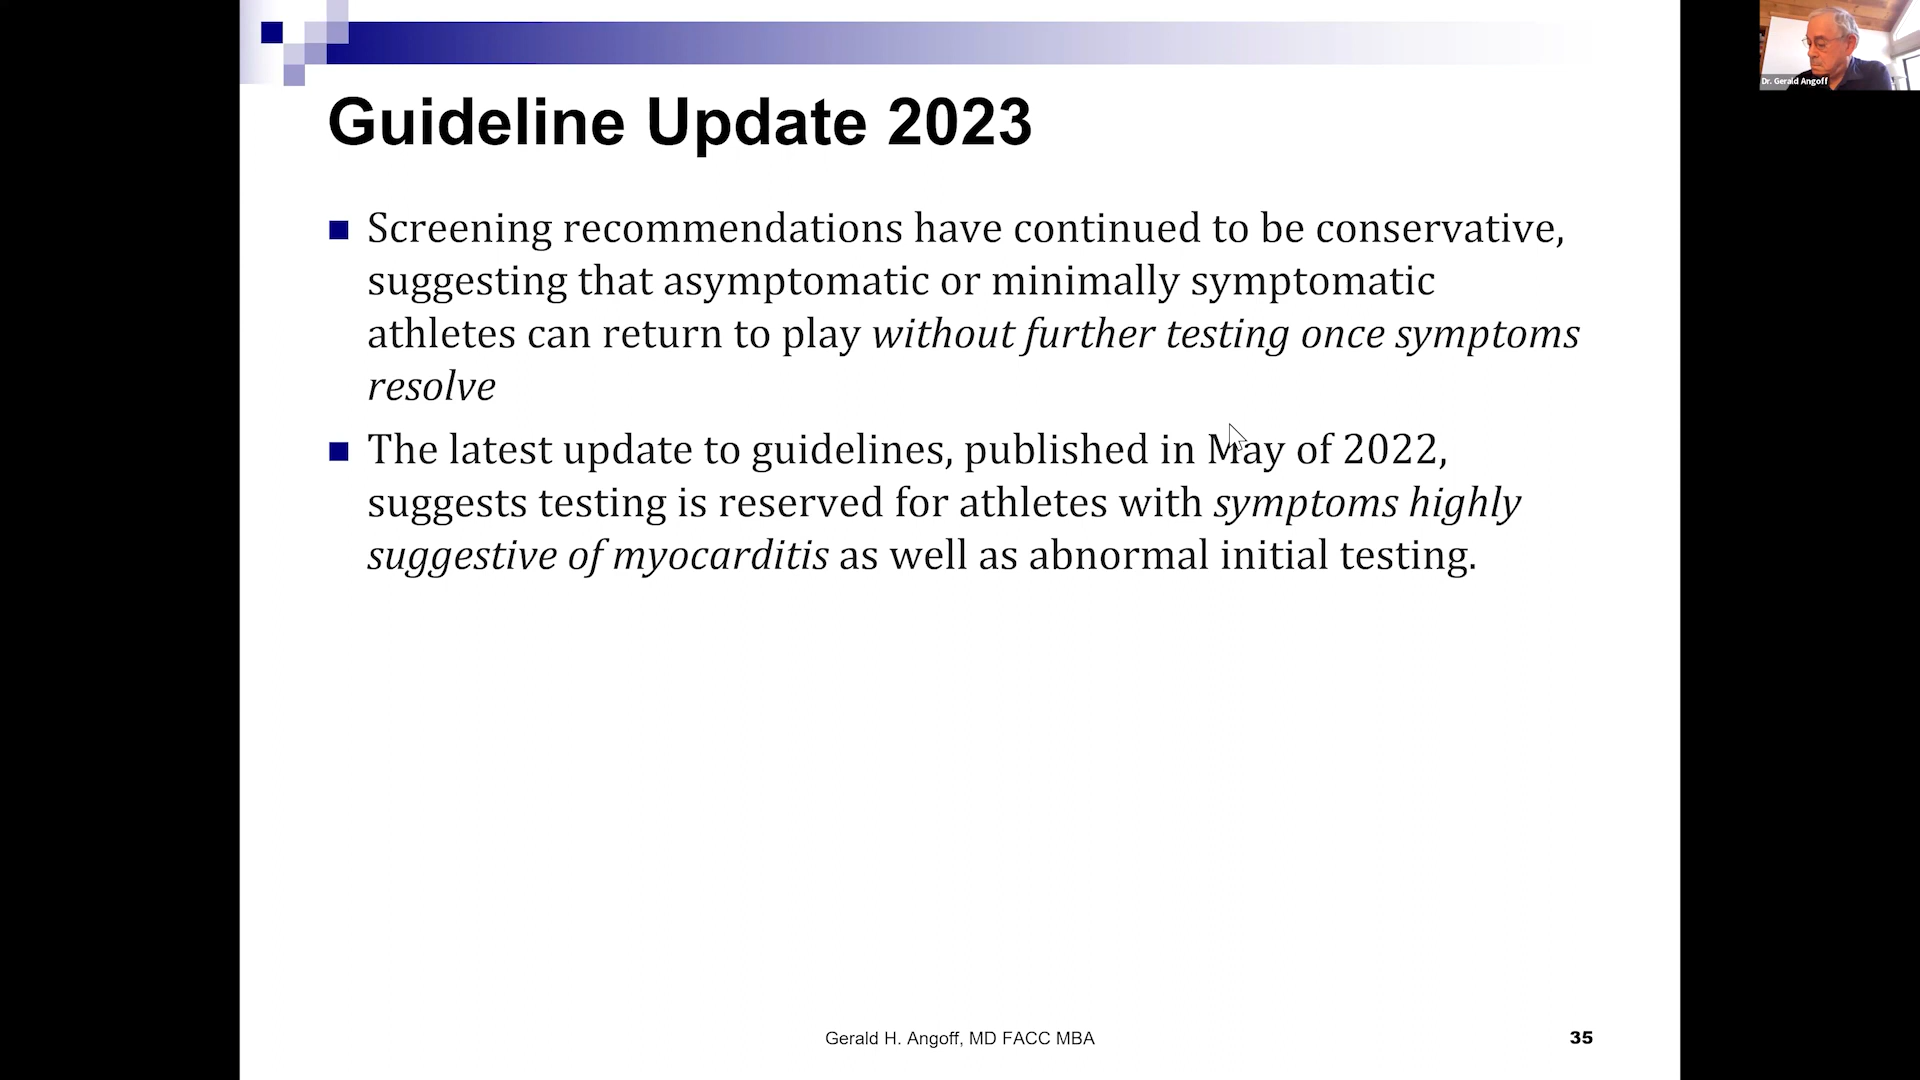 Dr. Gerald Angoff
Guideline Update 2023
Screening recommendations have continued to be conservative,
suggesting that asymptomatic or minimally symptomatic
athletes can return to play without further testing once symptoms
resolve
The latest update to guidelines, published in May of 2022,
suggests testing is reserved for athletes with symptoms highly
suggestive of myocarditis as well as abnormal initial testing.
Gerald H. Angoff, MD FACC MBA
35